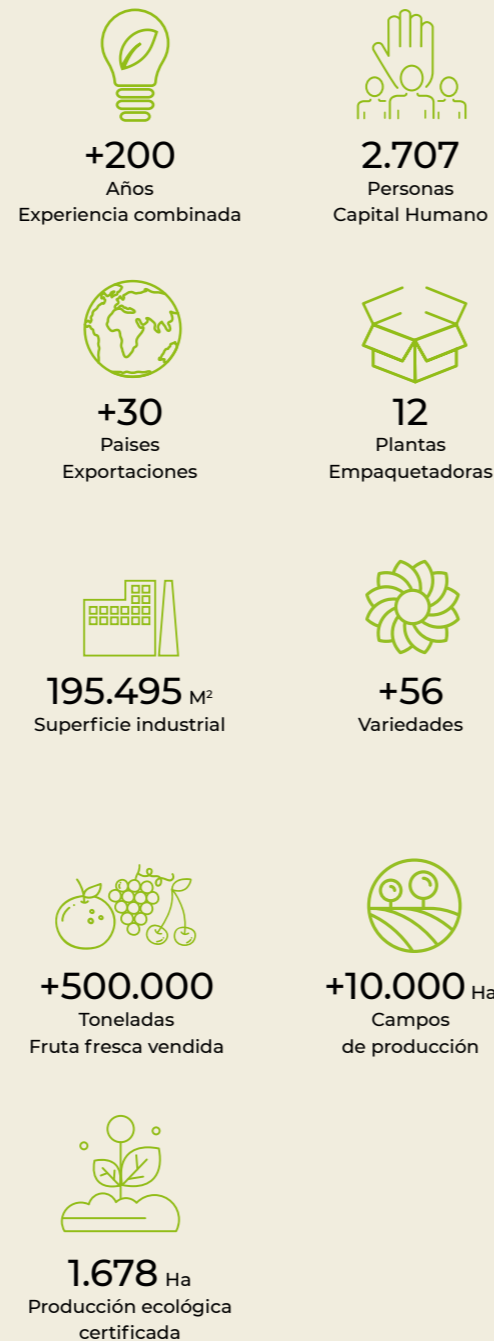 +200
Años
Experiencia combinada
2.707
Personas
Capital Humano
+30
Paises
Exportaciones
12
Plantas
Empaquetadoras
195.495 M²
Superficie industrial
+56
Variedades
+500.000
Toneladas
Fruta fresca vendida
+10.000 Ha
Campos
de producción
1.678 Ha
Producción ecológica
certificada